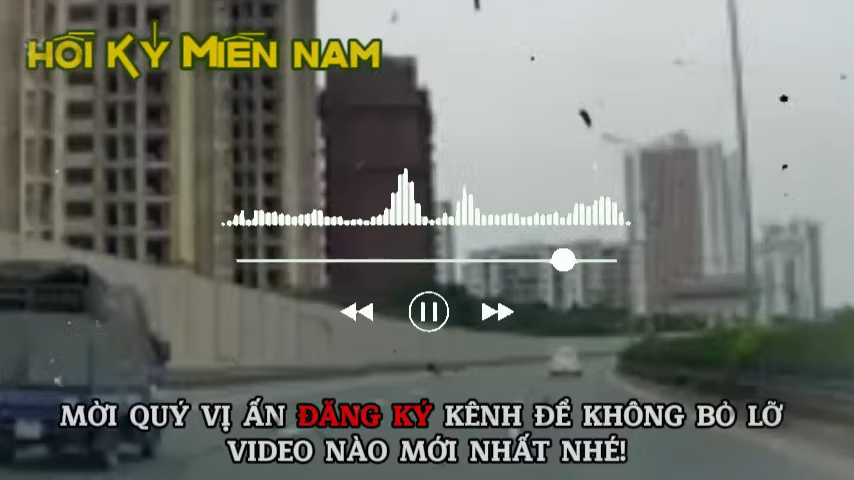 HỒI KÝ MIỀN NAM
MỜI QUÝ VỊ ẤN ĐĂNG KÝ KÊNH ĐỂ KHÔNG BỎ LỠ
VIDEO NÀO MỚI NHẤT NHÉ!